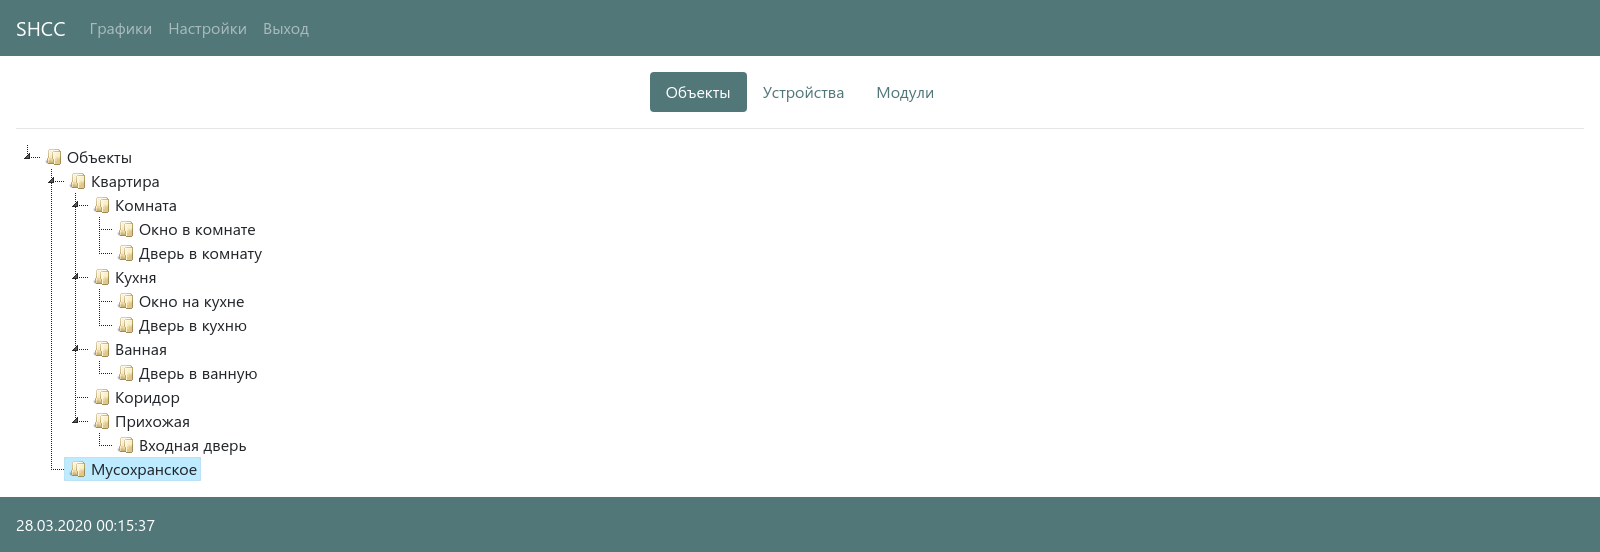 SHCC Графики Настройки Выход
Объекты Устройства Модули
Объекты
Квартира
Комната
Окно в комнате
Дверь в комнату
Кухня
Окно на кухне
Дверь в кухню
Ванная
Дверь в ванную
Коридор
Прихожая
Входная дверь
Мусохранское
28.03.2020 00:15:37